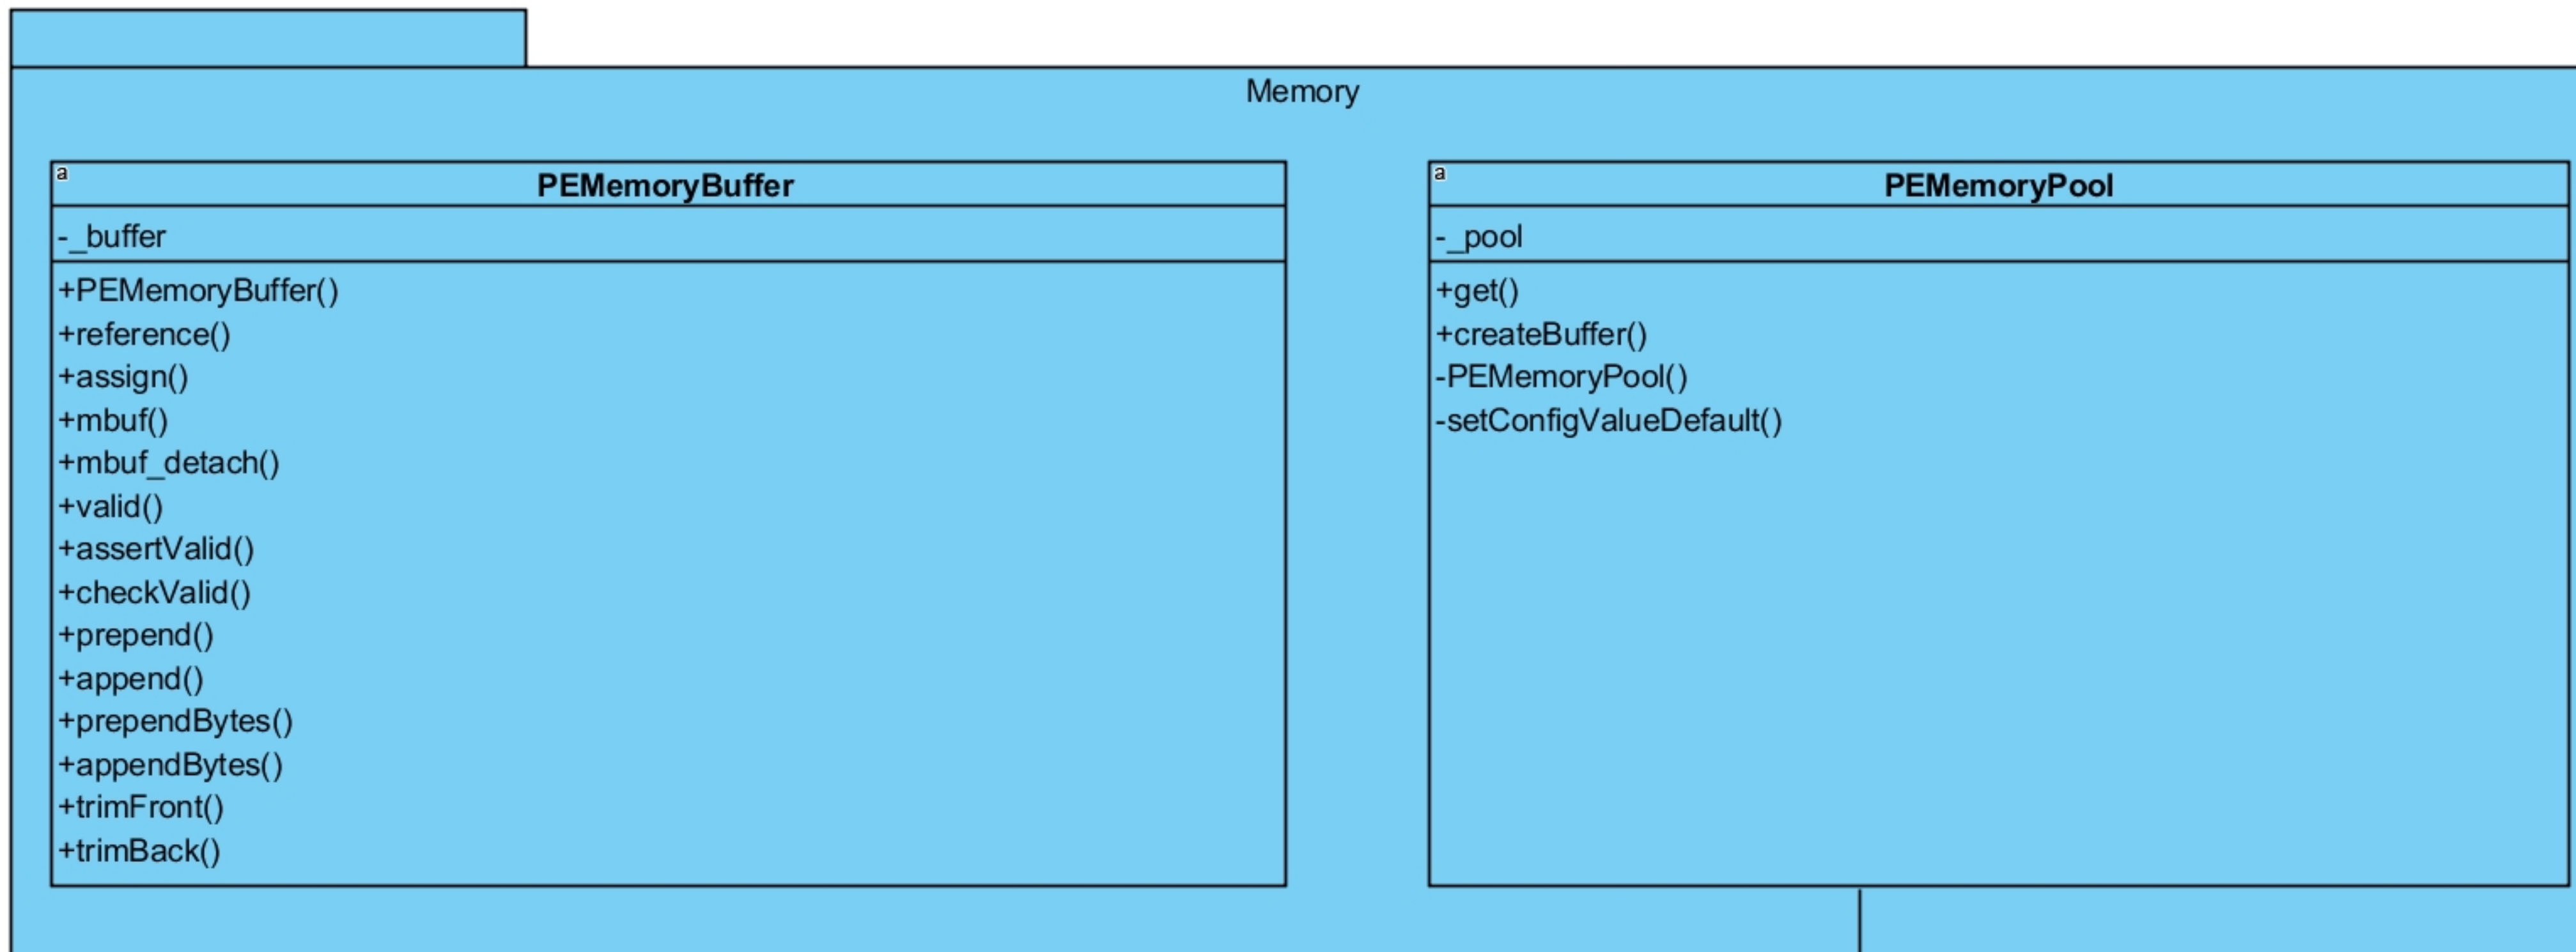 Memory
a
PEMemoryBuffer
-_buffer
+PEMemoryBuffer()
+reference()
+assign()
+mbuf()
+mbuf_detach()
+valid()
+assertValid()
+checkValid()
+prepend()
+append()
+prependBytes()
+appendBytes()
+trimFront()
+trimBack()
a
PEMemoryPool
-_pool
+get()
+createBuffer()
-PEMemoryPool()
-setConfigValueDefault()